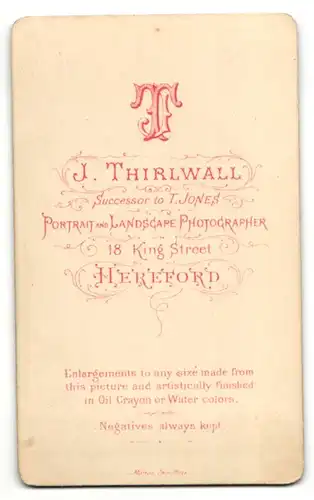 JT
J. THIRLWALL
Successor to T. JONES
PORTRAIT AND LANDSCAPE PHOTOGRAPHER
18 King Street
HEREFORD
Enlargements to any size made from
this picture and artistically finished
in Oil Crayon or Water colors.
Negatives always kept